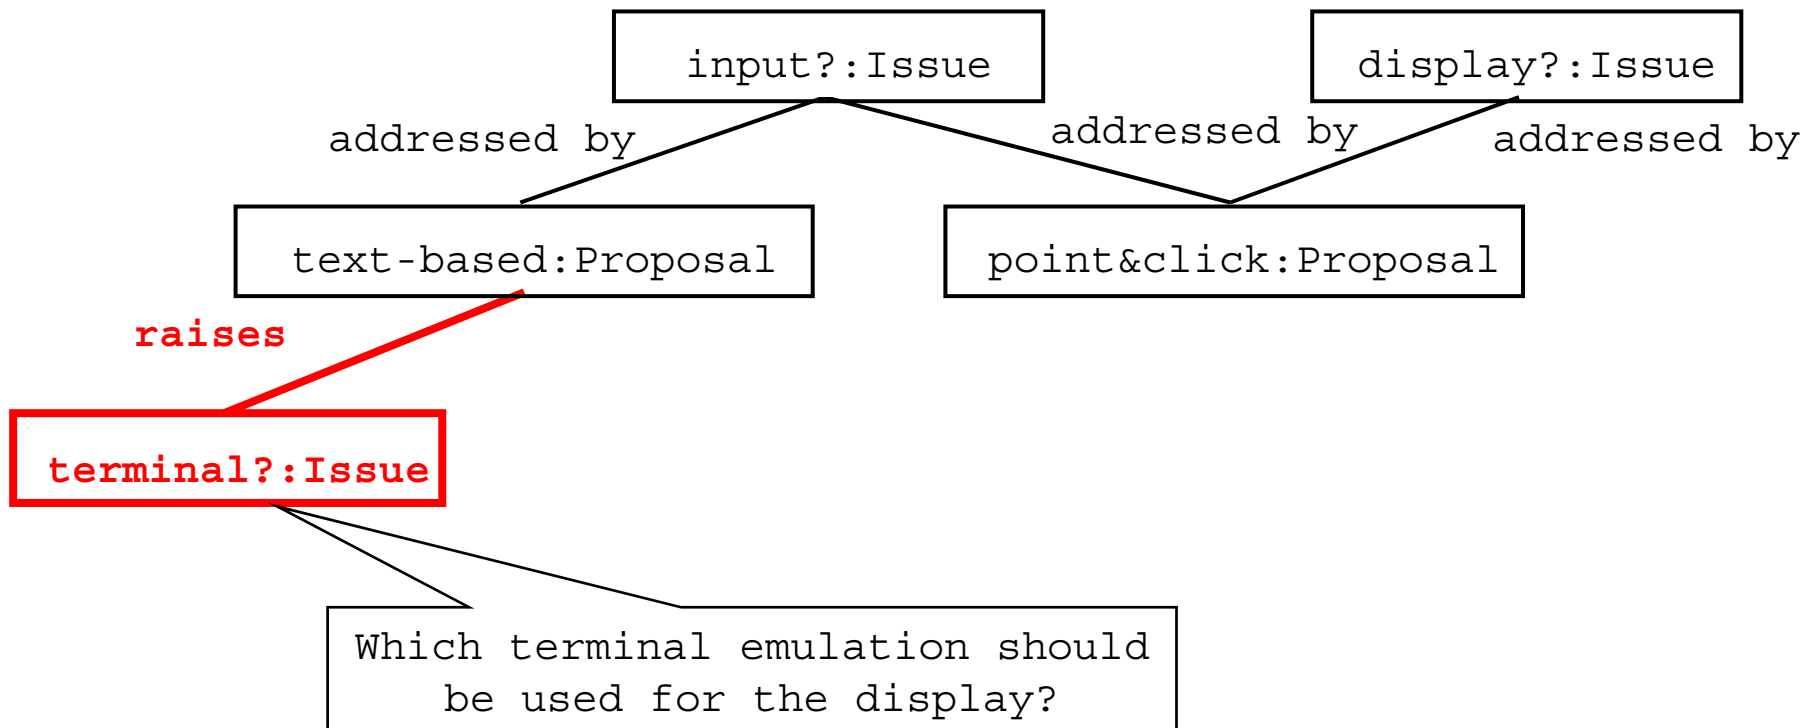 input?:Issue
display?:Issue
addressed by
addressed by
addressed by
text-based:Proposal
point&click:Proposal
raises
terminal?:Issue
Which terminal emulation should
be used for the display?